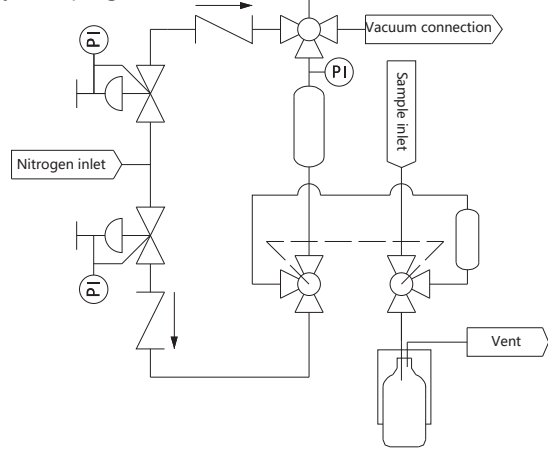 Vacuum connection
PI
PI
Sample inlet
Nitrogen inlet
PI
Vent